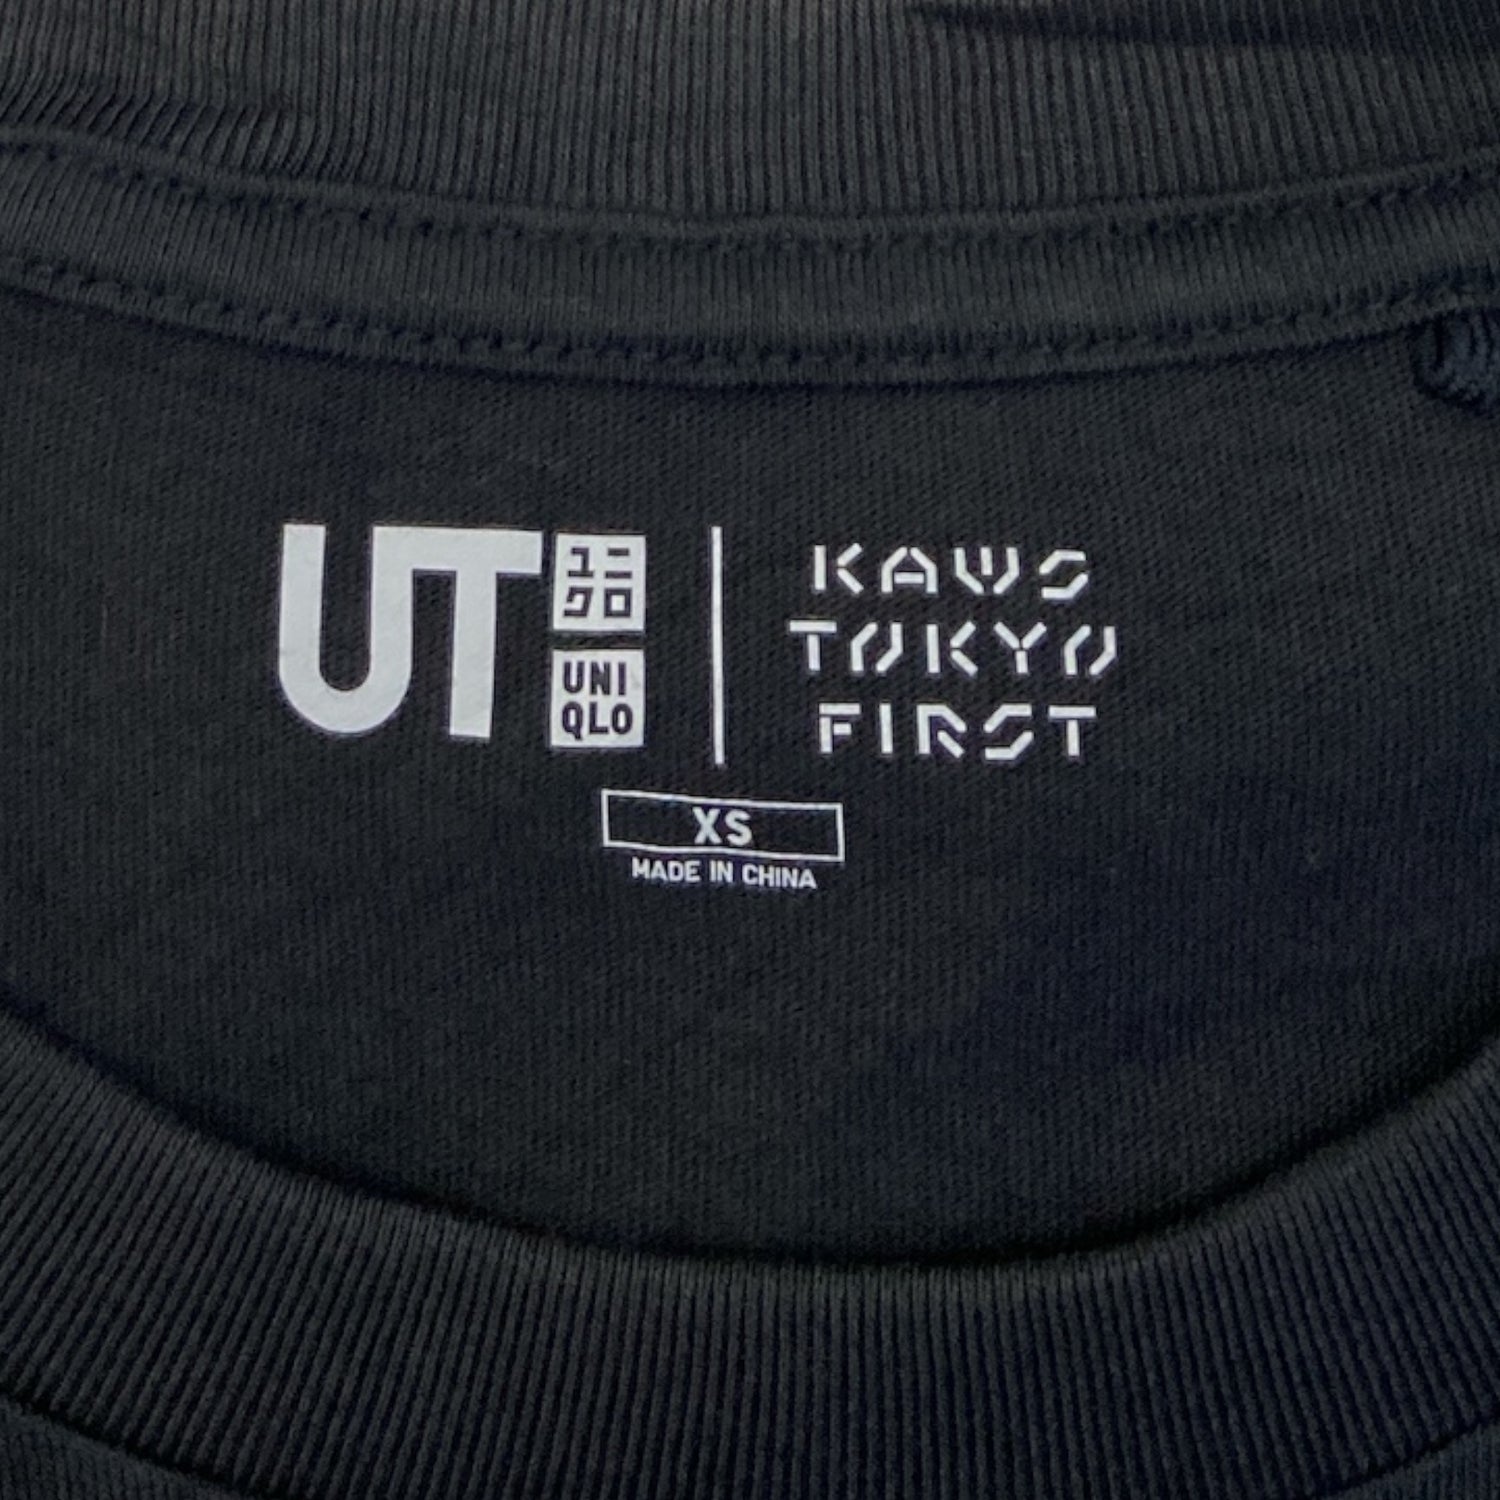 UT
ユニ
クロ
UNI
QLO
KAWS
TOKYO
FIRST
XS
MADE IN CHINA